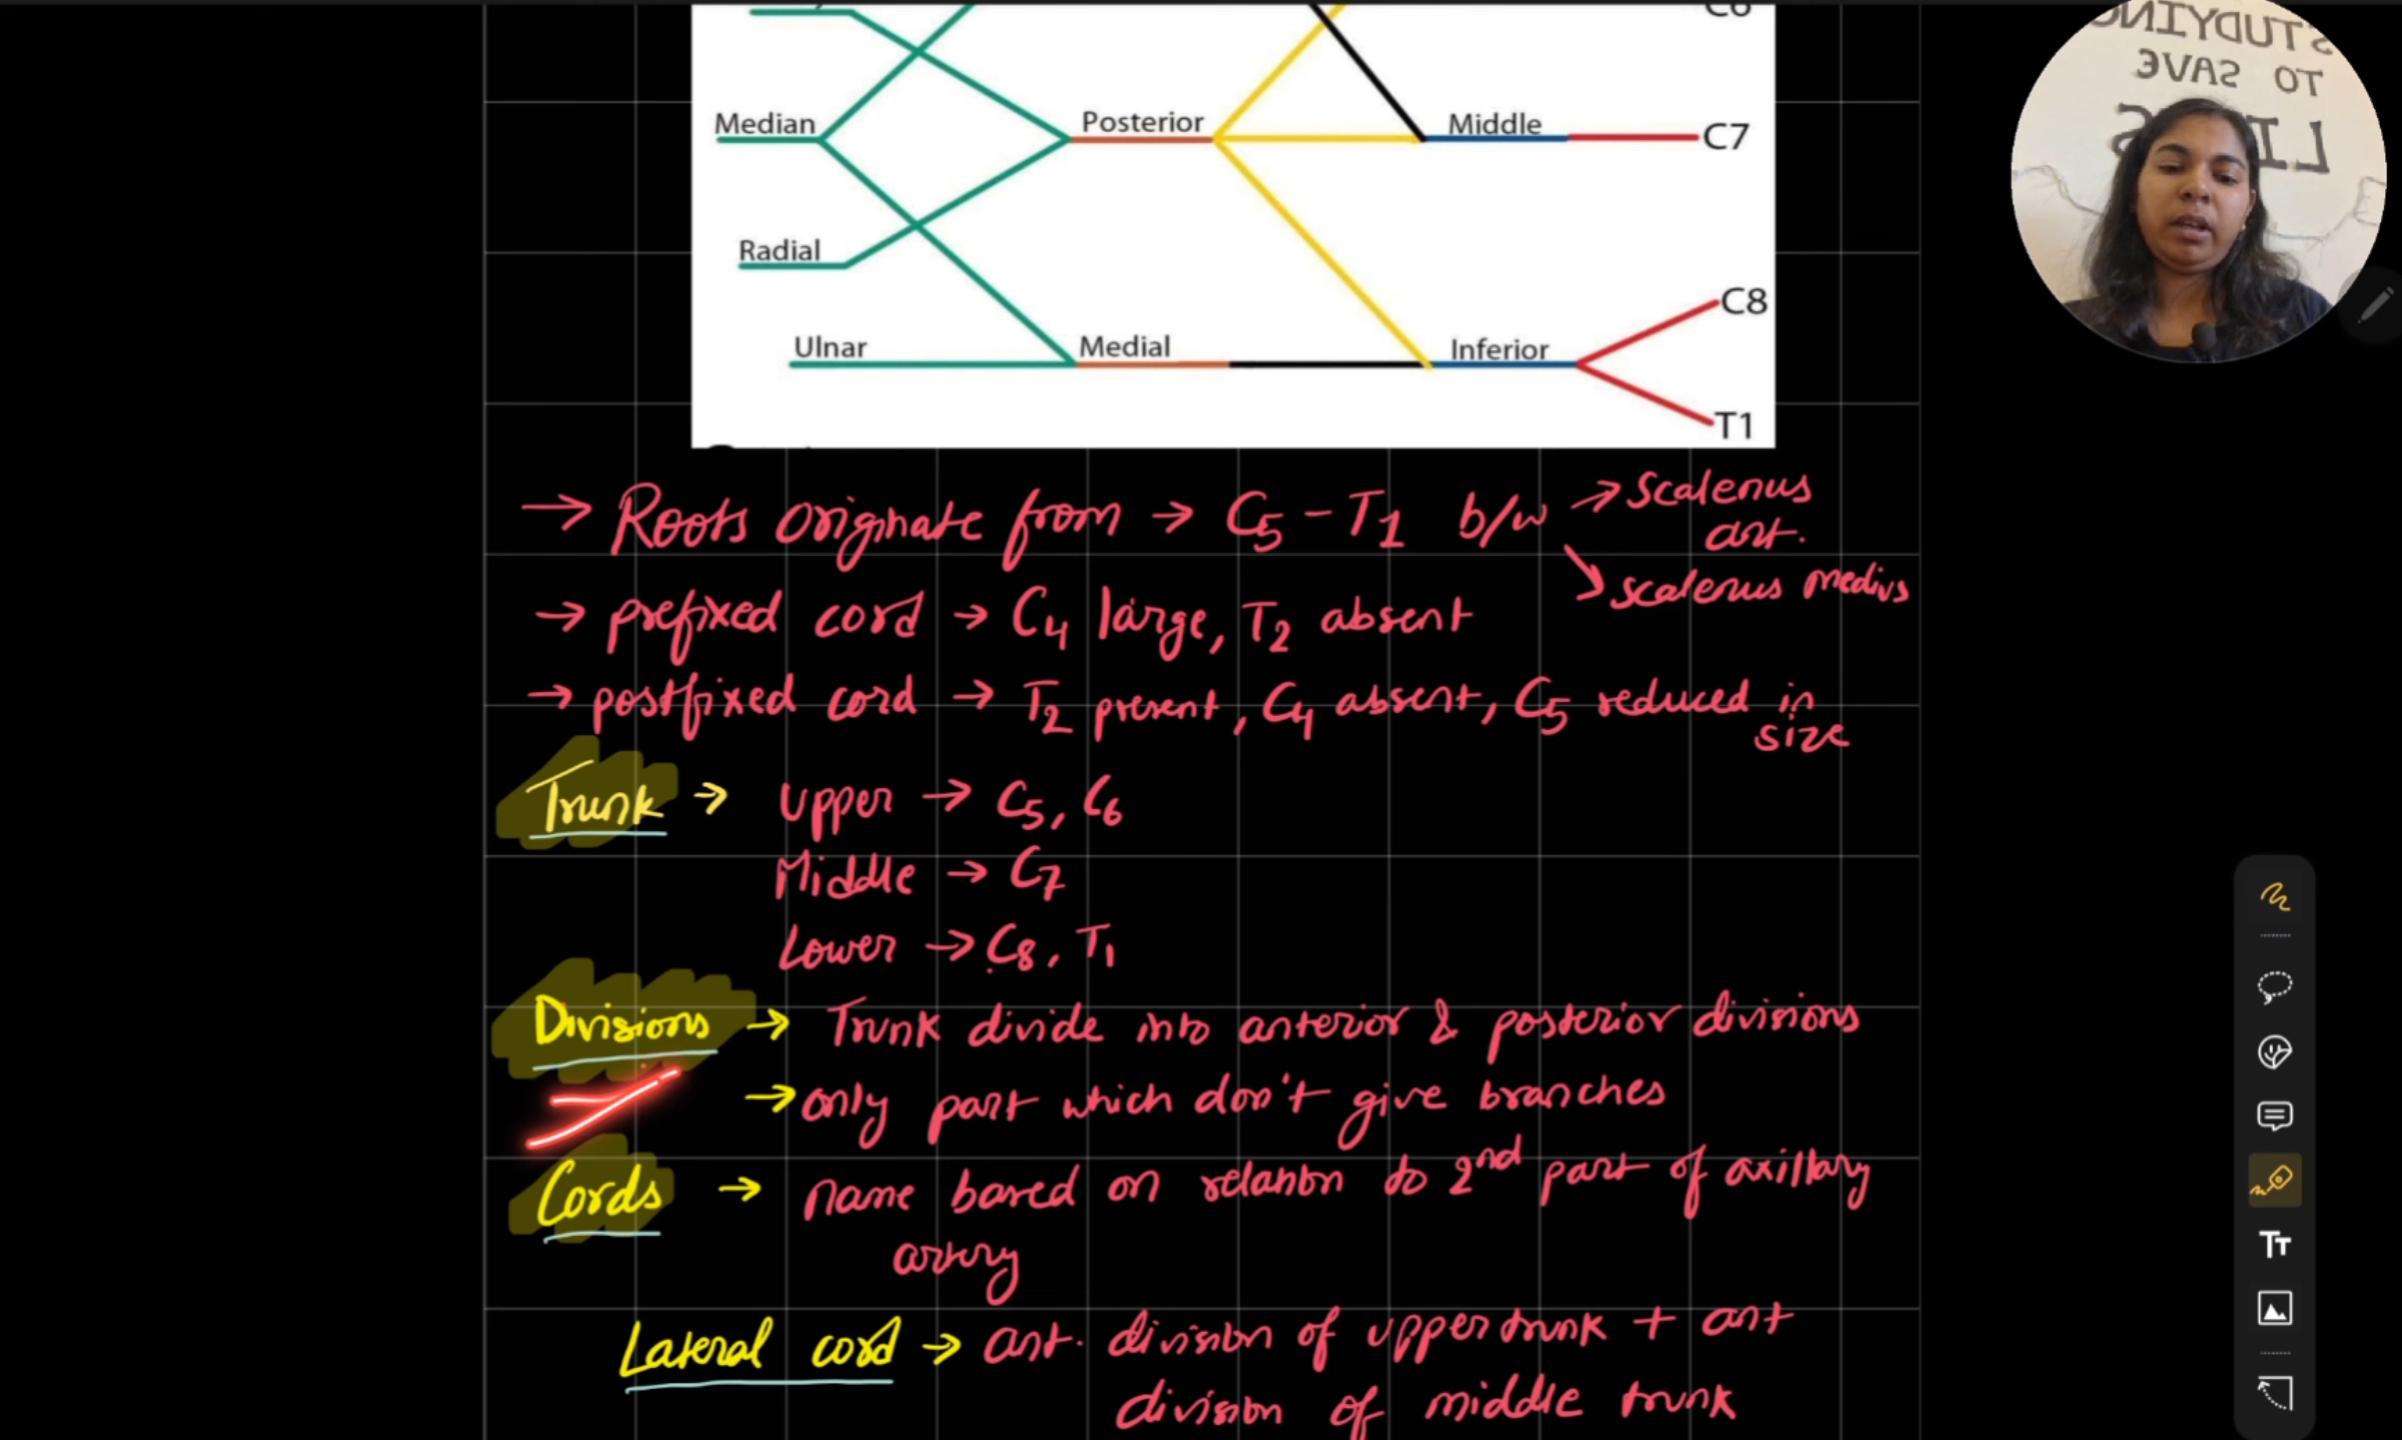 C6
STUDYING
TO SAVE
Median
Posterior
Middle
C7
Radial
C8
Ulnar
Medial
Inferior
T1
→ Roots originate from → C5 - T1 b/w → Scalenus ant.
↘ scalenus medius
→ prefixed cord → C4 large, T2 absent
→ postfixed cord → T2 present, C4 absent, C5 reduced in size
Trunk → Upper → C5, C6
Middle → C7
Lower → C8, T1
Divisions → Trunk divide into anterior & posterior divisions
→ only part which don't give branches
Cords → name based on relation to 2nd part of axillary
artery
Lateral cord → ant. division of upper trunk + ant
division of middle trunk
TT